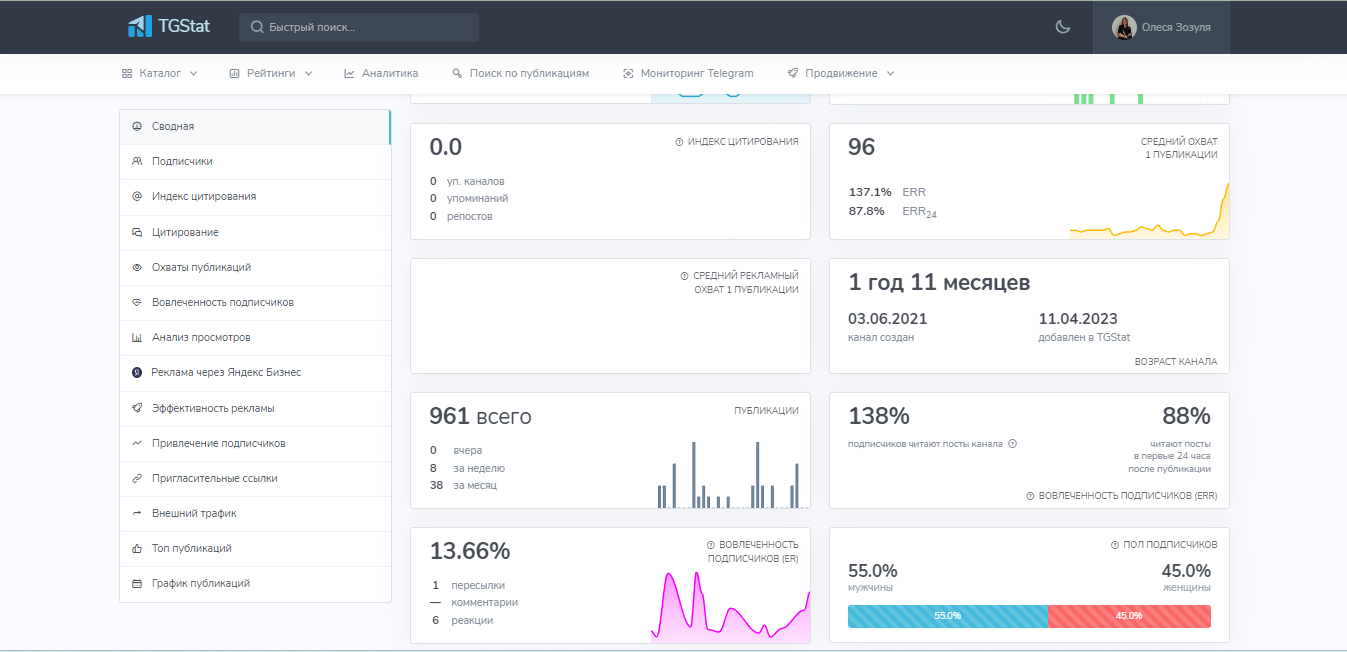 TGStat
Быстрый поиск...
Олеся Зозуля
Каталог
Рейтинги
Аналитика
Поиск по публикациям
Мониторинг Telegram
Продвижение
Сводная
Подписчики
Индекс цитирования
Цитирование
Охваты публикаций
Вовлеченность подписчиков
Анализ просмотров
Реклама через Яндекс Бизнес
Эффективность рекламы
Привлечение подписчиков
Пригласительные ссылки
Внешний трафик
Топ публикаций
График публикаций
0.0
ИНДЕКС ЦИТИРОВАНИЯ
0 уп. каналов
0 упоминаний
0 репостов
96
СРЕДНИЙ ОХВАТ
1 ПУБЛИКАЦИИ
137.1% ERR
87.8% ERR24
СРЕДНИЙ РЕКЛАМНЫЙ
ОХВАТ 1 ПУБЛИКАЦИИ
1 год 11 месяцев
03.06.2021
канал создан
11.04.2023
добавлен в TGStat
ВОЗРАСТ КАНАЛА
961 всего
ПУБЛИКАЦИИ
0 вчера
8 за неделю
38 за месяц
138%
подписчиков читают посты канала
88%
читают посты
в первые 24 часа
после публикации
ВОВЛЕЧЕННОСТЬ ПОДПИСЧИКОВ (ERR)
13.66%
ВОВЛЕЧЕННОСТЬ
ПОДПИСЧИКОВ (ER)
1 пересылки
— комментарии
6 реакции
ПОЛ ПОДПИСЧИКОВ
55.0%
мужчины
45.0%
женщины
55.0%
45.0%